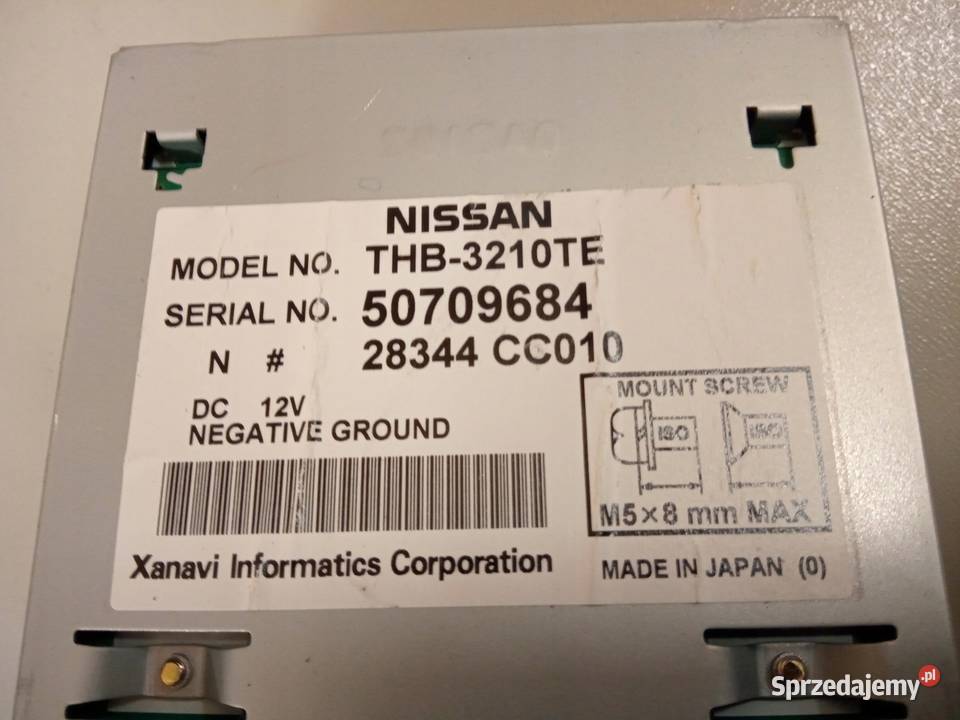 NISSAN
MODEL NO. THB-3210TE
SERIAL NO. 50709684
N # 28344 CC010
DC 12V
NEGATIVE GROUND
MOUNT SCREW
ISO ISO
M5×8 mm MAX
Xanavi Informatics Corporation
MADE IN JAPAN (0)
Sprzedajemy.pl